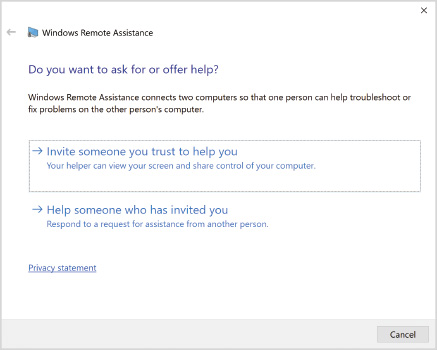 Windows Remote Assistance
Do you want to ask for or offer help?
Windows Remote Assistance connects two computers so that one person can help troubleshoot or
fix problems on the other person's computer.
Invite someone you trust to help you
Your helper can view your screen and share control of your computer.
Help someone who has invited you
Respond to a request for assistance from another person.
Privacy statement
Cancel